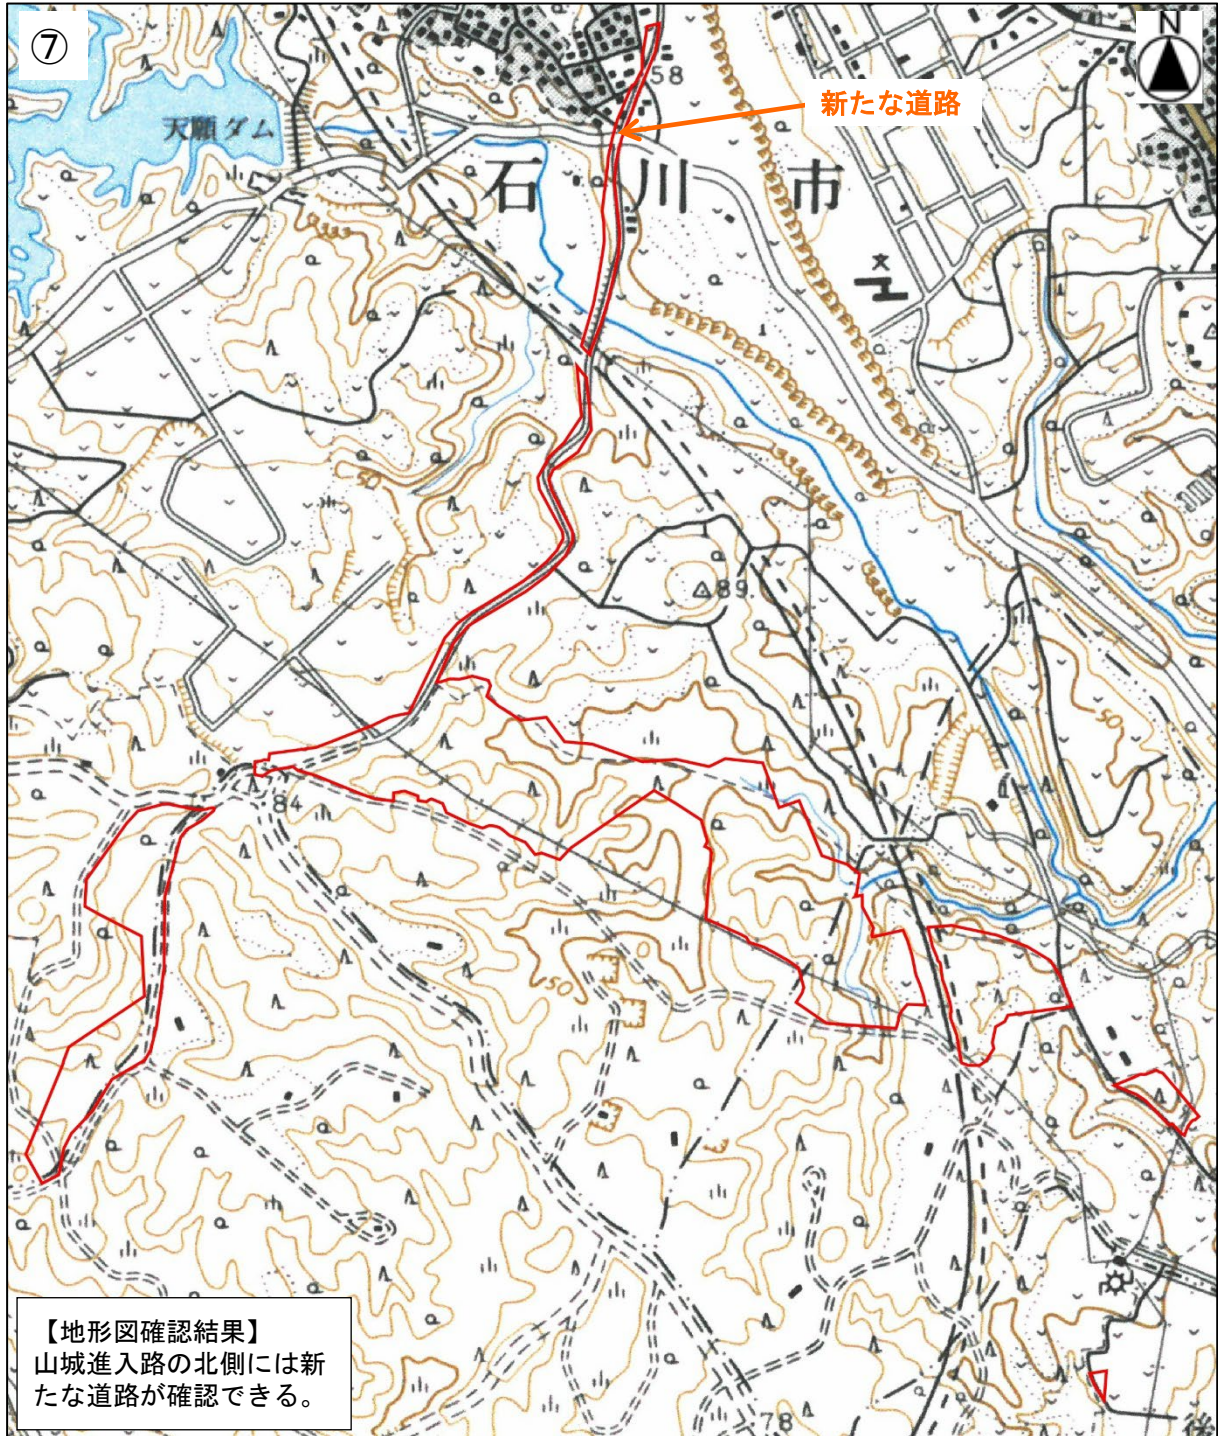 ⑦
N
58
新たな道路
天願ダム
石川市
文
50
89
50
84
50
78
【地形図確認結果】
山城進入路の北側には新
たな道路が確認できる。